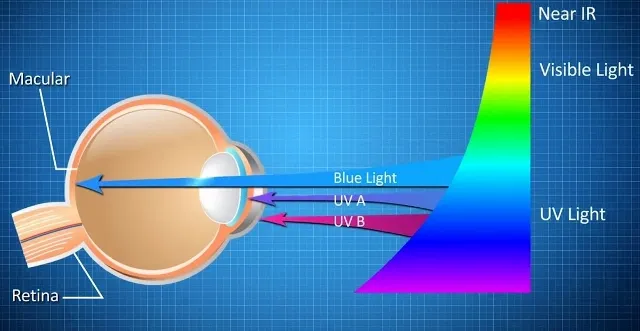 Near IR
Visible Light
Macular
Blue Light
UV A
UV B
UV Light
Retina